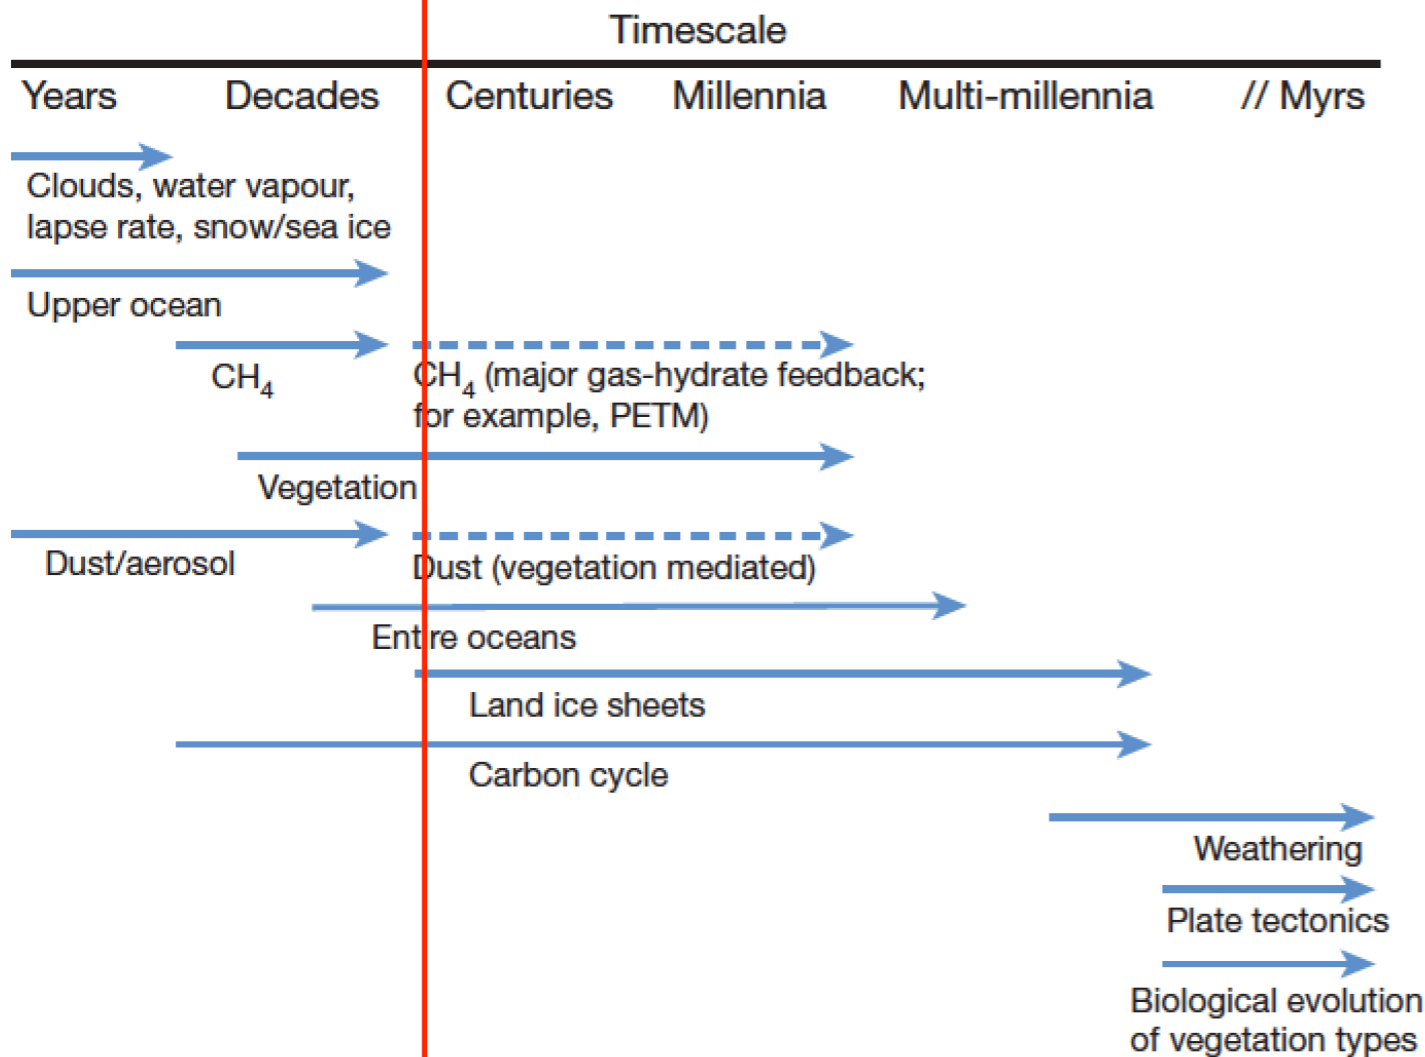 Timescale
Years Decades Centuries Millennia Multi-millennia // Myrs
Clouds, water vapour,
lapse rate, snow/sea ice
Upper ocean
CH₄
CH₄ (major gas-hydrate feedback;
for example, PETM)
Vegetation
Dust/aerosol
Dust (vegetation mediated)
Entire oceans
Land ice sheets
Carbon cycle
Weathering
Plate tectonics
Biological evolution
of vegetation types